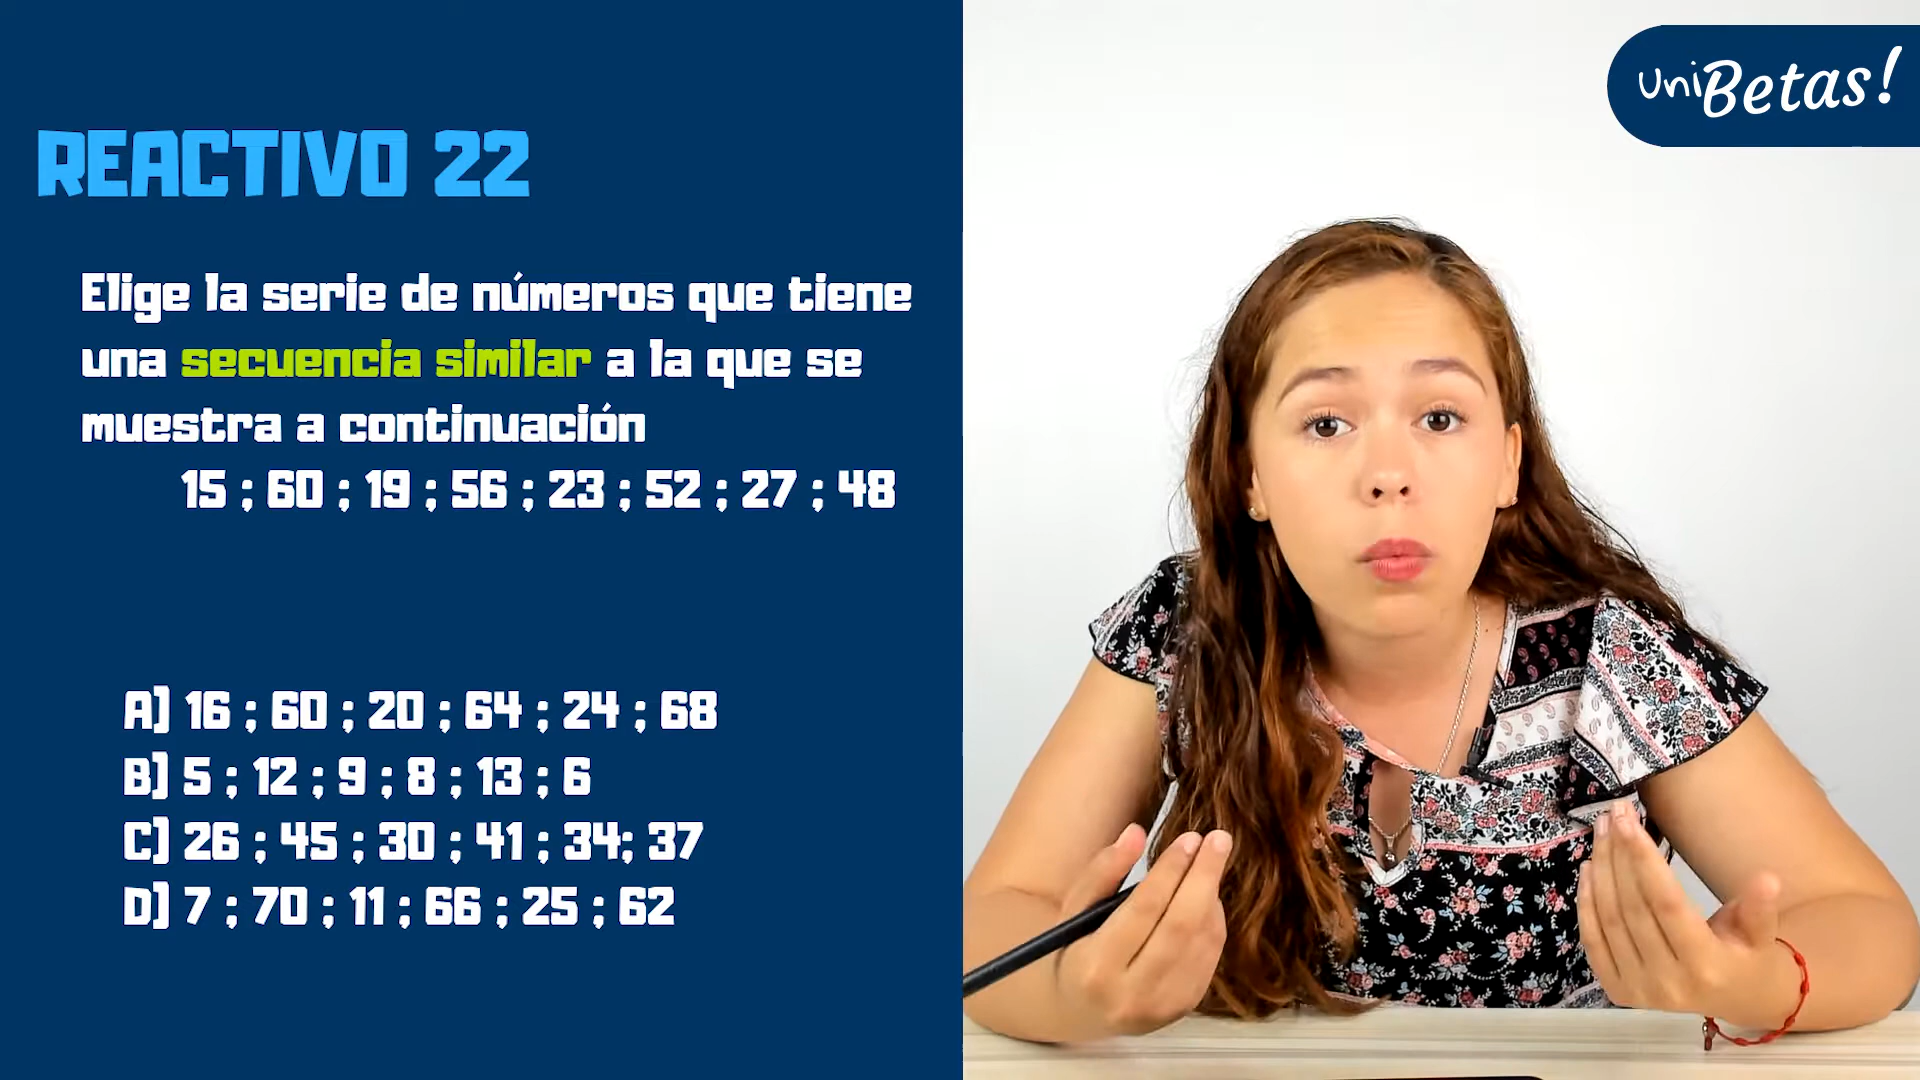 uniBetas!
REACTIVO 22
Elige la serie de números que tiene
una secuencia similar a la que se
muestra a continuación
15 ; 60 ; 19 ; 56 ; 23 ; 52 ; 27 ; 48
A) 16 ; 60 ; 20 ; 64 ; 24 ; 68
B) 5 ; 12 ; 9 ; 8 ; 13 ; 6
C) 26 ; 45 ; 30 ; 41 ; 34; 37
D) 7 ; 70 ; 11 ; 66 ; 25 ; 62